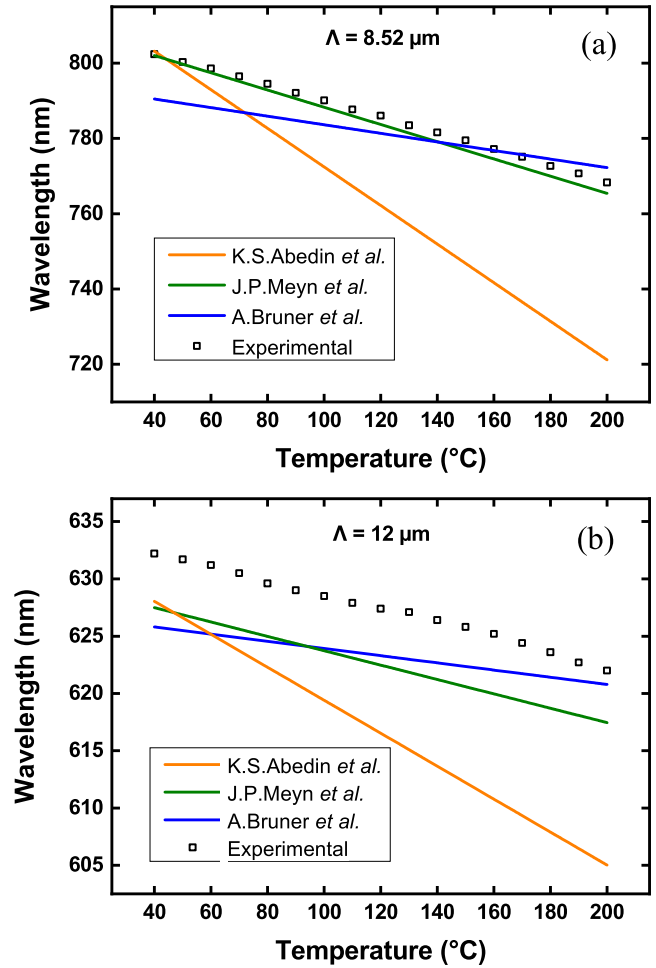 Λ = 8.52 µm
(a)
800
780
760
740
720
Wavelength (nm)
K.S.Abedin et al.
J.P.Meyn et al.
A.Bruner et al.
Experimental
40 60 80 100 120 140 160 180 200
Temperature (°C)
Λ = 12 µm
(b)
635
630
625
620
615
610
605
Wavelength (nm)
K.S.Abedin et al.
J.P.Meyn et al.
A.Bruner et al.
Experimental
40 60 80 100 120 140 160 180 200
Temperature (°C)